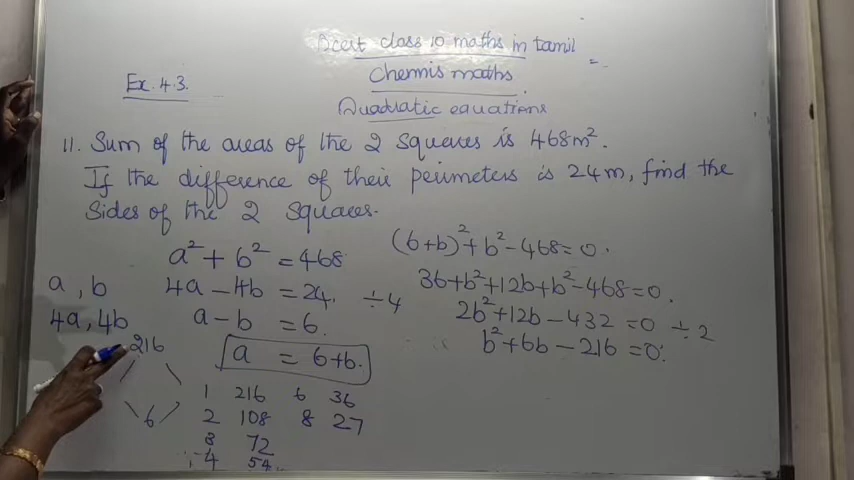 Ncert class 10 maths in tamil
Chennis maths
Ex. 4.3.
Quadratic equations
11. Sum of the areas of the 2 squares is 468m².
If the difference of their perimeters is 24m, find the
sides of the 2 squares.
a² + b² = 468
a, b
4a - 4b = 24. ÷4
4a, 4b
a - b = 6.
a = 6+b.
216
6
1 216 6 36
2 108 8 27
3 72
4 54
(6+b)² + b² - 468 = 0.
36 + b² + 12b + b² - 468 = 0.
2b² + 12b - 432 = 0 ÷2
b² + 6b - 216 = 0.